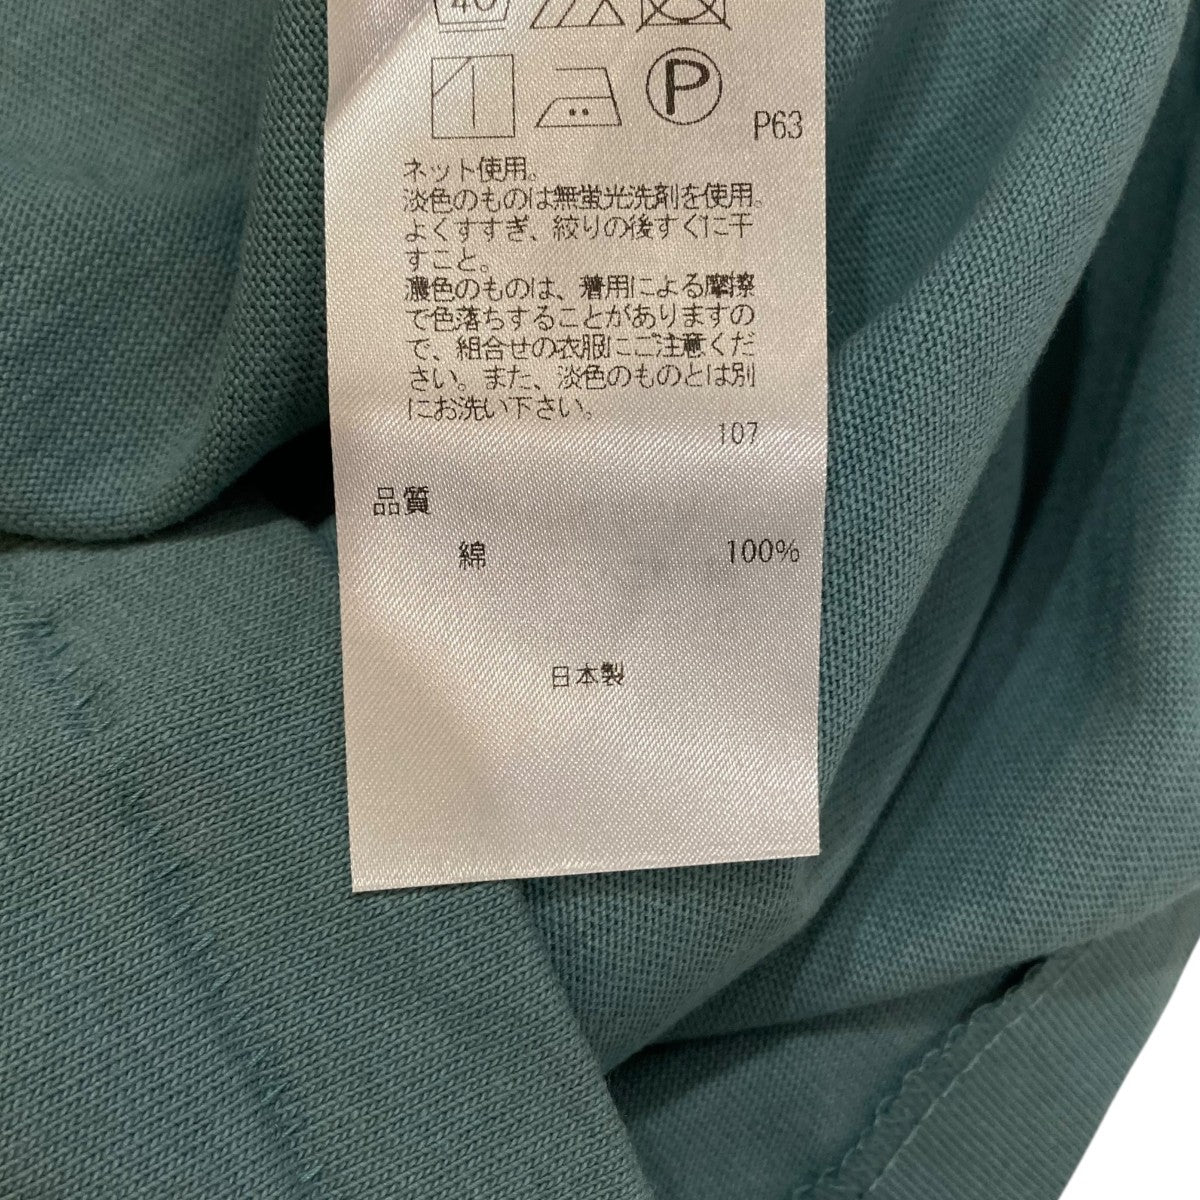 40
P
P63
ネット使用。
淡色のものは無蛍光洗剤を使用。
よくすすぎ、絞りの後すぐに干
すこと。
濃色のものは、着用による摩擦
で色落ちすることがありますの
で、組合せの衣服にご注意くだ
さい。また、淡色のものとは別
にお洗い下さい。
107
品質
綿 100%
日本製